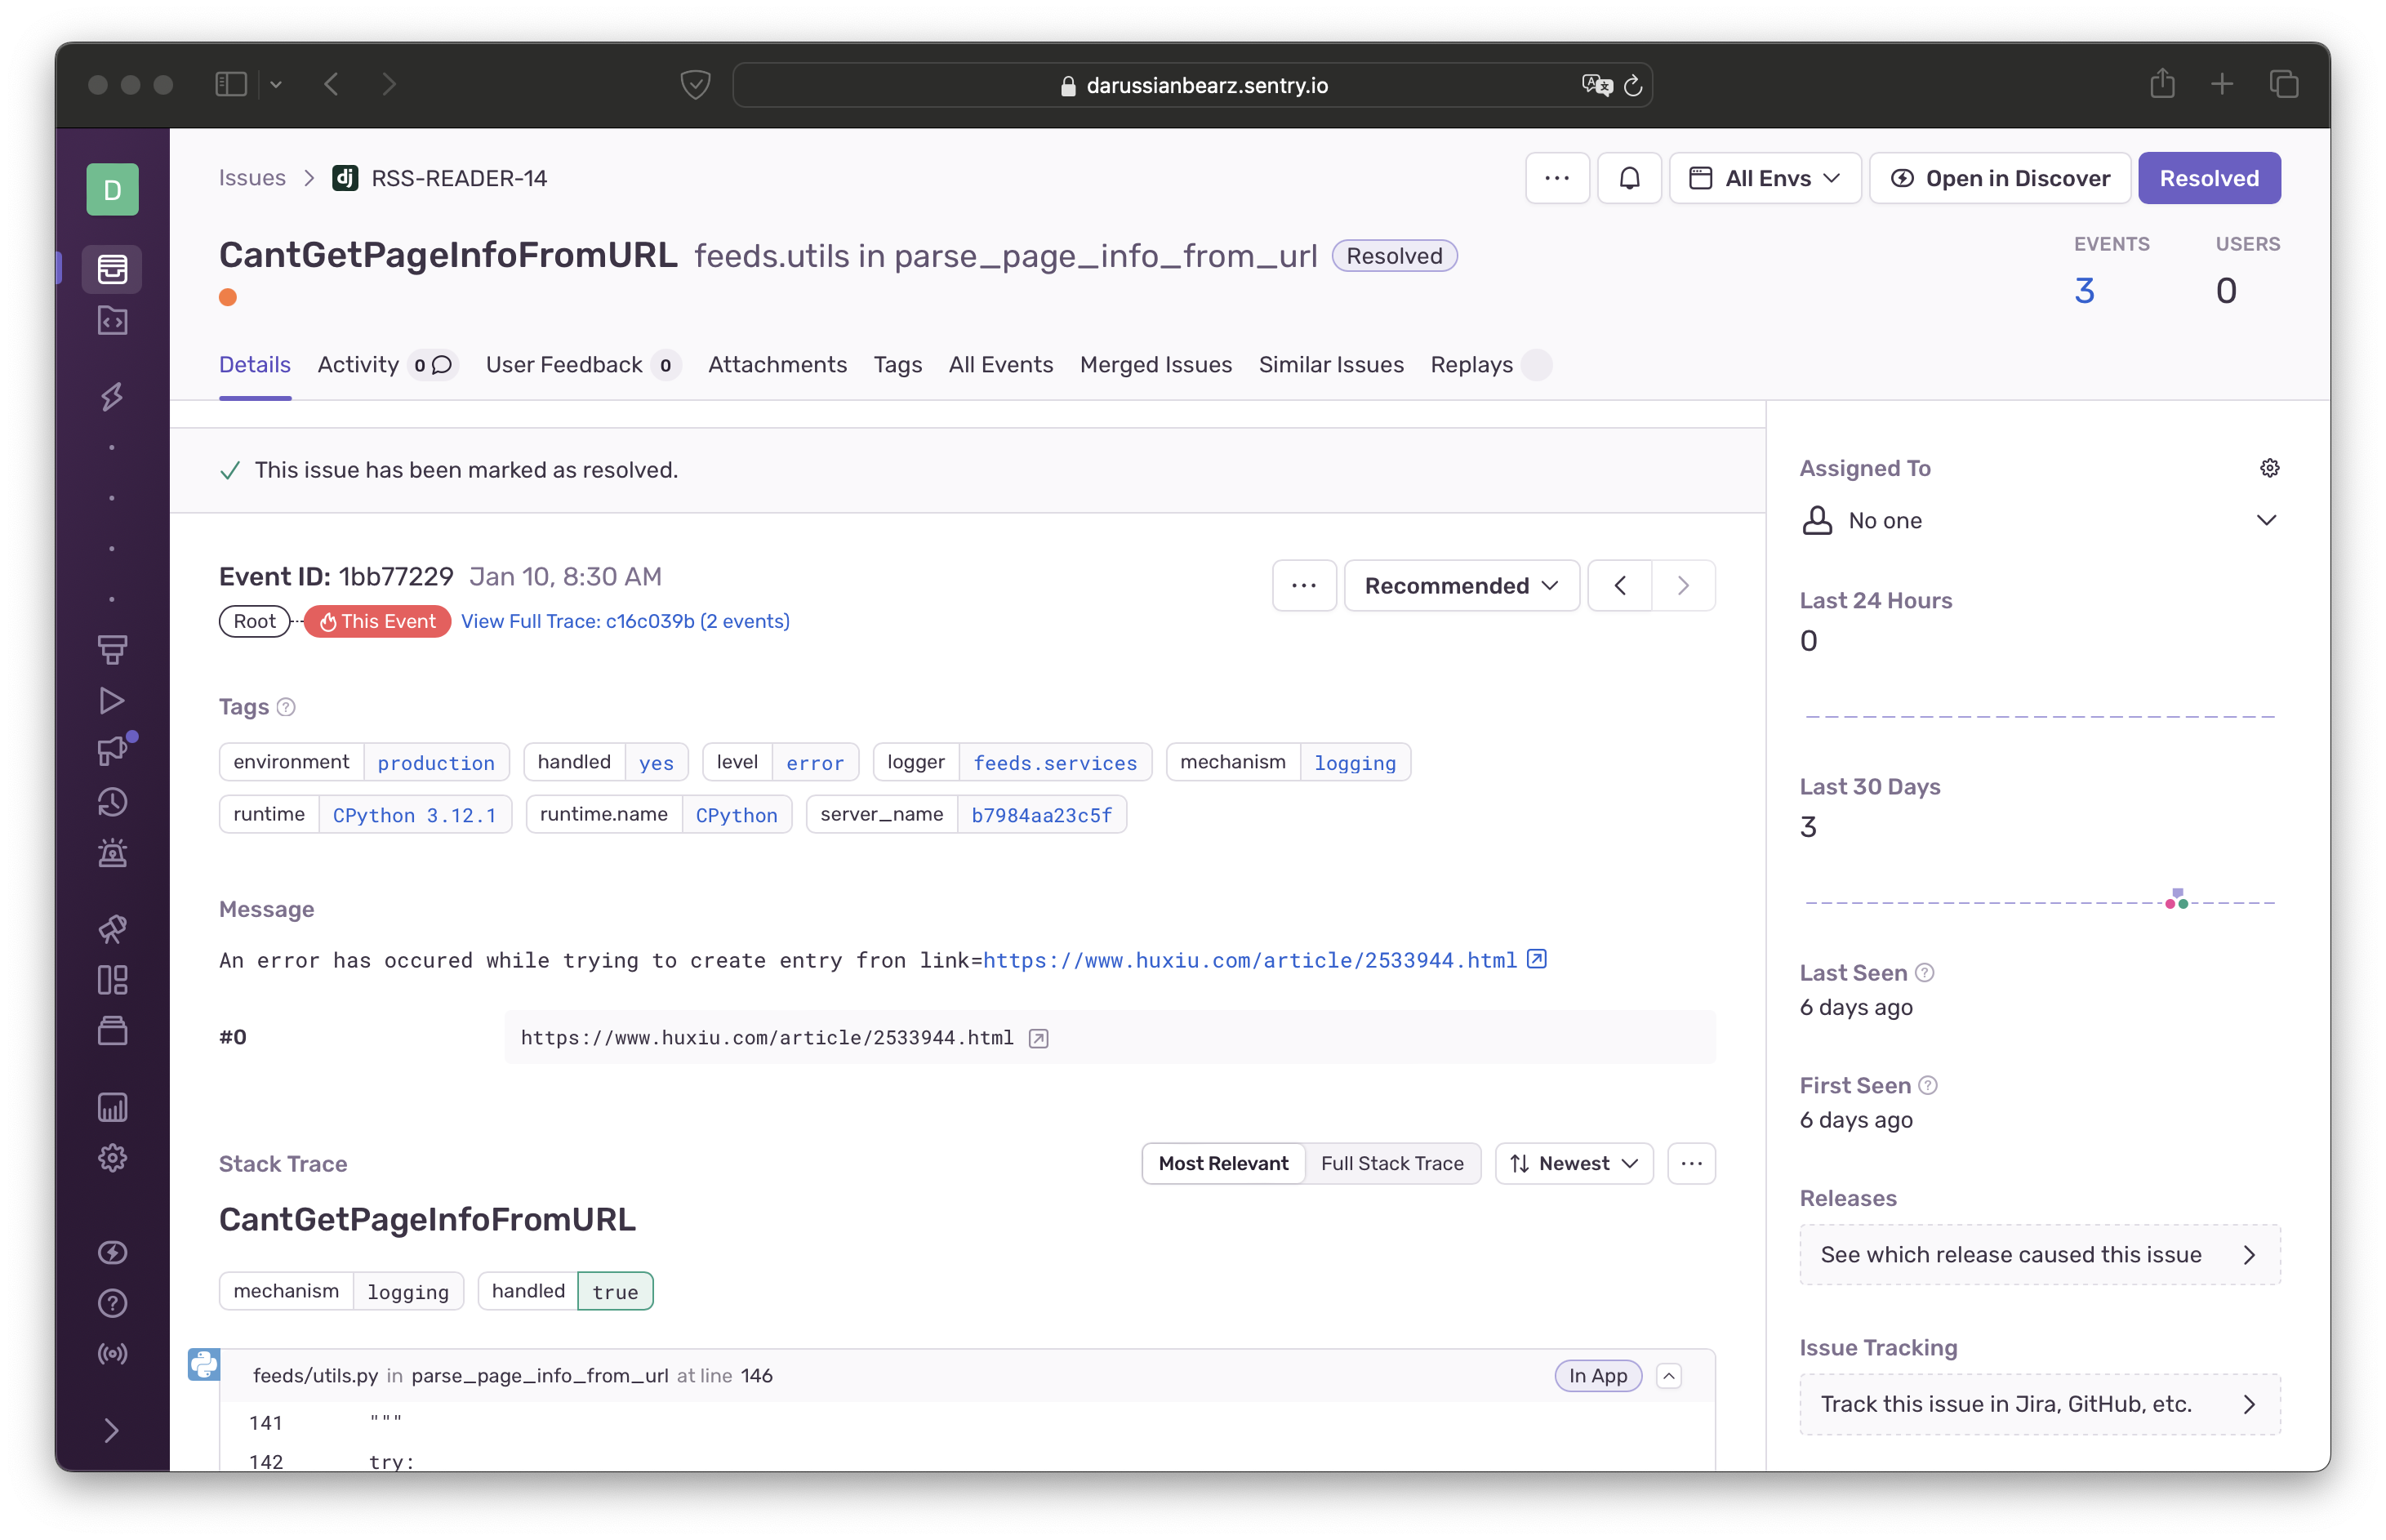 darussianbearz.sentry.io
D
Issues > dj RSS-READER-14
··· All Envs Open in Discover Resolved
CantGetPageInfoFromURL feeds.utils in parse_page_info_from_url Resolved
EVENTS USERS
3 0
Details Activity 0 User Feedback 0 Attachments Tags All Events Merged Issues Similar Issues Replays
This issue has been marked as resolved.
Event ID: 1bb77229 Jan 10, 8:30 AM
Root This Event View Full Trace: c16c039b (2 events)
··· Recommended
Tags ?
environment production handled yes level error logger feeds.services mechanism logging
runtime CPython 3.12.1 runtime.name CPython server_name b7984aa23c5f
Message
An error has occured while trying to create entry fron link=https://www.huxiu.com/article/2533944.html
#0 https://www.huxiu.com/article/2533944.html
Stack Trace Most Relevant Full Stack Trace Newest ···
CantGetPageInfoFromURL
mechanism logging handled true
feeds/utils.py in parse_page_info_from_url at line 146 In App
141 """
142 try:
Assigned To
No one
Last 24 Hours
0
Last 30 Days
3
Last Seen ?
6 days ago
First Seen ?
6 days ago
Releases
See which release caused this issue
Issue Tracking
Track this issue in Jira, GitHub, etc.